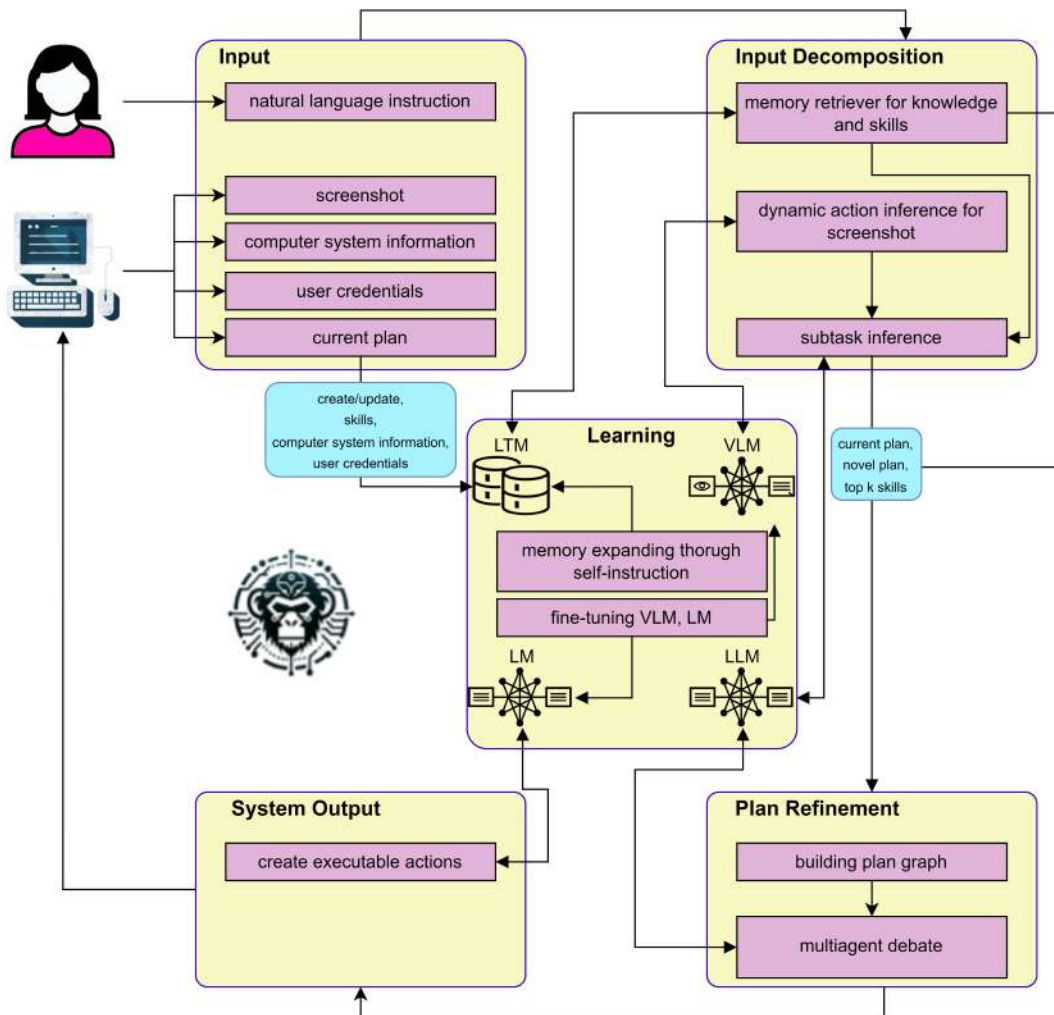 Input
natural language instruction
screenshot
computer system information
user credentials
current plan
create/update,
skills,
computer system information,
user credentials
Input Decomposition
memory retriever for knowledge
and skills
dynamic action inference for
screenshot
subtask inference
current plan,
novel plan,
top k skills
Learning
LTM
VLM
memory expanding thorugh
self-instruction
fine-tuning VLM, LM
LM
LLM
System Output
create executable actions
Plan Refinement
building plan graph
multiagent debate